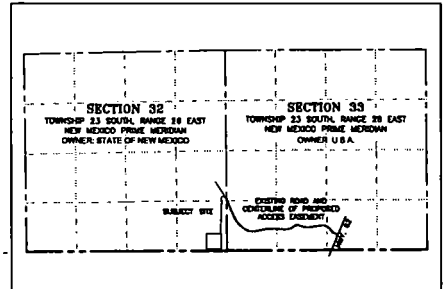 SECTION 32
TOWNSHIP 23 SOUTH, RANGE 28 EAST
NEW MEXICO PRIME MERIDIAN
OWNER: STATE OF NEW MEXICO
SECTION 33
TOWNSHIP 23 SOUTH, RANGE 28 EAST
NEW MEXICO PRIME MERIDIAN
OWNER U.S.A.
SUBJECT SITE
EXISTING ROAD AND
CENTERLINE OF PROPOSED
ACCESS EASEMENT